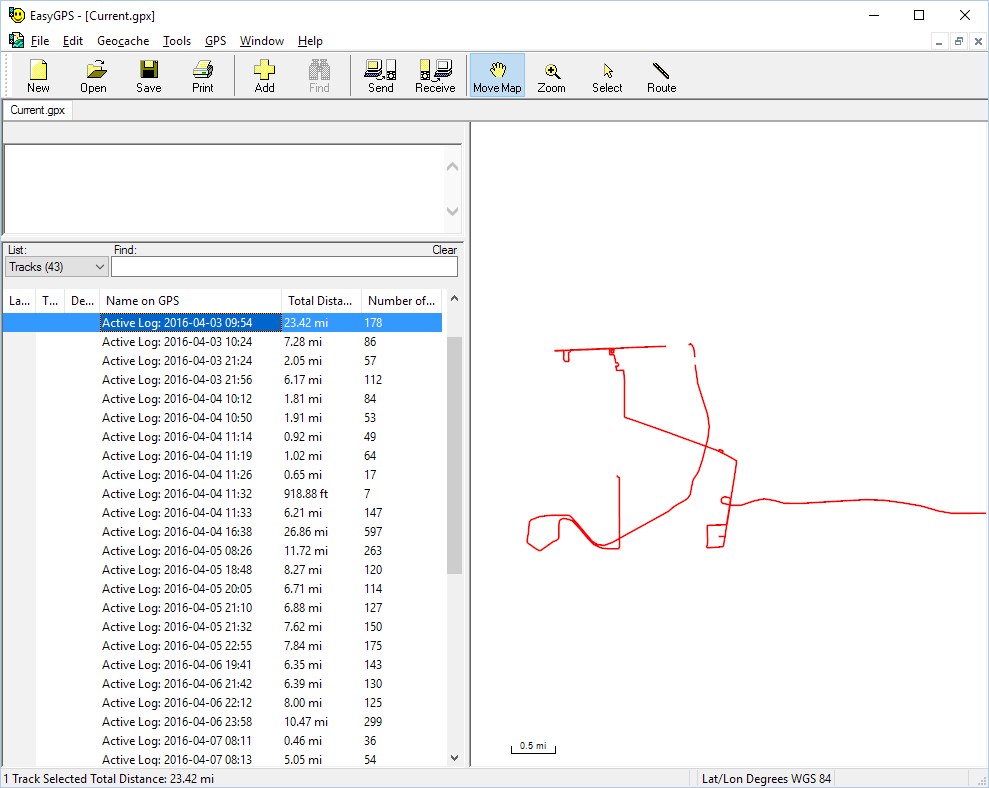 EasyGPS - [Current.gpx]
File Edit Geocache Tools GPS Window Help
New Open Save Print Add Find Send Receive Move Map Zoom Select Route
Current.gpx
List: Find: Clear
Tracks (43)
La... T... De... Name on GPS Total Dista... Number of...
Active Log: 2016-04-03 09:54 23.42 mi 178
Active Log: 2016-04-03 10:24 7.28 mi 86
Active Log: 2016-04-03 21:24 2.05 mi 57
Active Log: 2016-04-03 21:56 6.17 mi 112
Active Log: 2016-04-04 10:12 1.81 mi 84
Active Log: 2016-04-04 10:50 1.91 mi 53
Active Log: 2016-04-04 11:14 0.92 mi 49
Active Log: 2016-04-04 11:19 1.02 mi 64
Active Log: 2016-04-04 11:26 0.65 mi 17
Active Log: 2016-04-04 11:32 918.88 ft 7
Active Log: 2016-04-04 11:33 6.21 mi 147
Active Log: 2016-04-04 16:38 26.86 mi 597
Active Log: 2016-04-05 08:26 11.72 mi 263
Active Log: 2016-04-05 18:48 8.27 mi 120
Active Log: 2016-04-05 20:05 6.71 mi 114
Active Log: 2016-04-05 21:10 6.88 mi 127
Active Log: 2016-04-05 21:32 7.62 mi 150
Active Log: 2016-04-05 22:55 7.84 mi 175
Active Log: 2016-04-06 19:41 6.35 mi 143
Active Log: 2016-04-06 21:42 6.39 mi 130
Active Log: 2016-04-06 22:12 8.00 mi 125
Active Log: 2016-04-06 23:58 10.47 mi 299
Active Log: 2016-04-07 08:11 0.46 mi 36
Active Log: 2016-04-07 08:13 5.05 mi 54
0.5 mi
1 Track Selected Total Distance: 23.42 mi
Lat/Lon Degrees WGS 84